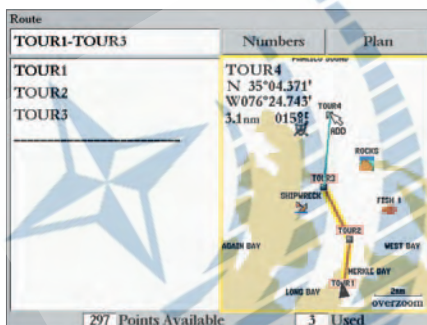 Route
TOUR1-TOUR3
Numbers
Plan
TOUR1
TOUR2
TOUR3
PAMLICO SOUND
TOUR4
N 35°04.371'
W076°24.743'
3.1nm
TOUR4
ADD
ROCKS
TOUR3
SHIPWRECK
FISH 1
TOUR2
AGAIN BAY
WEST BAY
MERKLE BAY
LONG BAY
TOUR1
2nm
overzoom
297 Points Available
3 Used